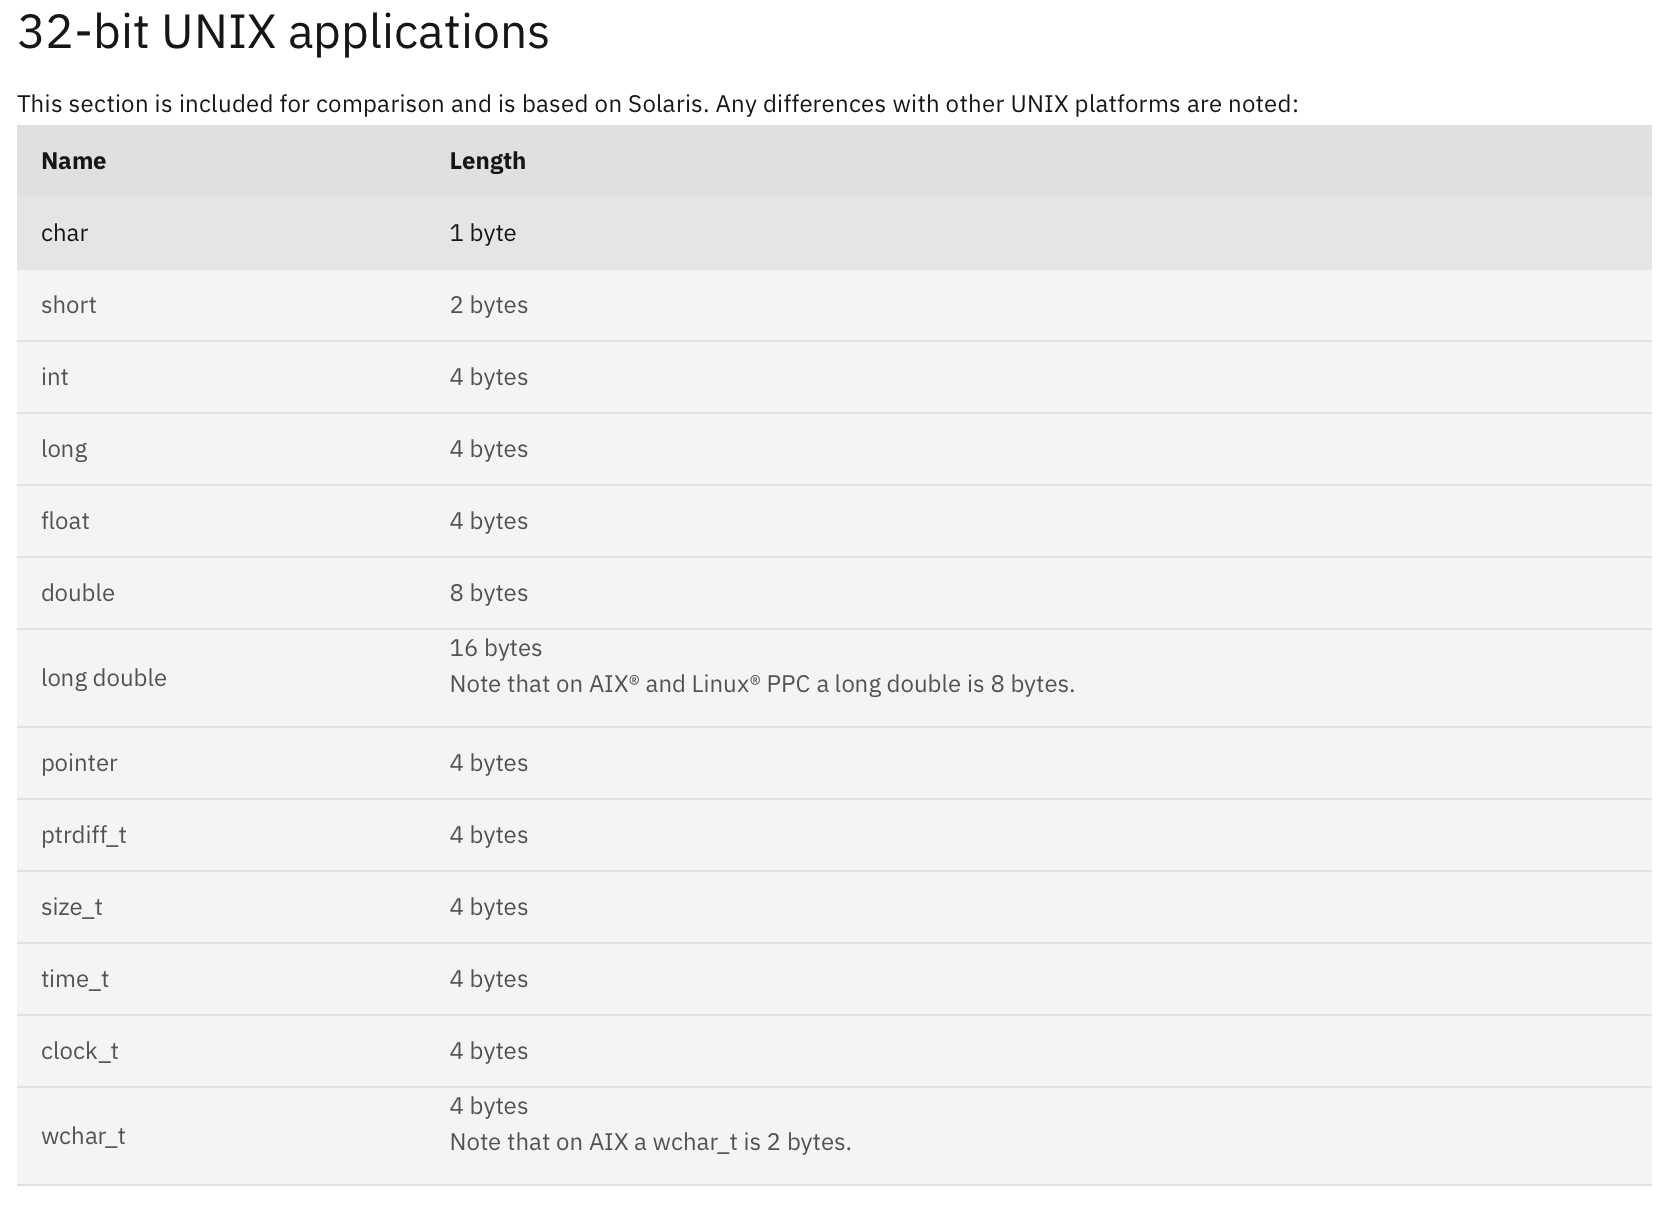 32-bit UNIX applications
This section is included for comparison and is based on Solaris. Any differences with other UNIX platforms are noted:
Name Length
char 1 byte
short 2 bytes
int 4 bytes
long 4 bytes
float 4 bytes
double 8 bytes
long double 16 bytes
Note that on AIX® and Linux® PPC a long double is 8 bytes.
pointer 4 bytes
ptrdiff_t 4 bytes
size_t 4 bytes
time_t 4 bytes
clock_t 4 bytes
wchar_t 4 bytes
Note that on AIX a wchar_t is 2 bytes.